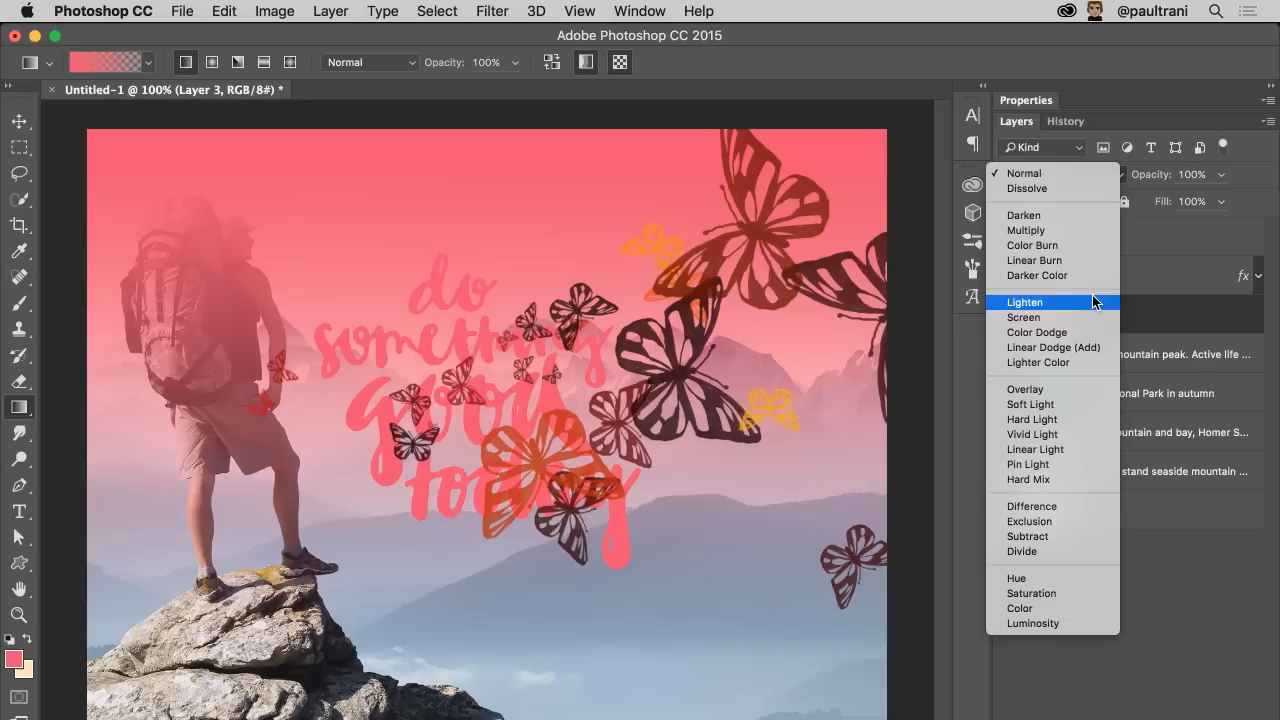 Photoshop CC File Edit Image Layer Type Select Filter 3D View Window Help @paultrani
Adobe Photoshop CC 2015
Normal Opacity: 100%
× Untitled-1 @ 100% (Layer 3, RGB/8#) *
Properties
Layers History
Kind
✓ Normal
Opacity: 100%
Dissolve
Fill: 100%
Darken
Multiply
Color Burn
Linear Burn
Darker Color
fx
Lighten
Screen
Color Dodge
Linear Dodge (Add)
Lighter Color
Overlay
Soft Light
Hard Light
Vivid Light
Linear Light
Pin Light
Hard Mix
Difference
Exclusion
Subtract
Divide
Hue
Saturation
Color
Luminosity
mountain peak. Active life ...
onal Park in autumn
mountain and bay, Homer S...
stand seaside mountain ...
do
something
good
today